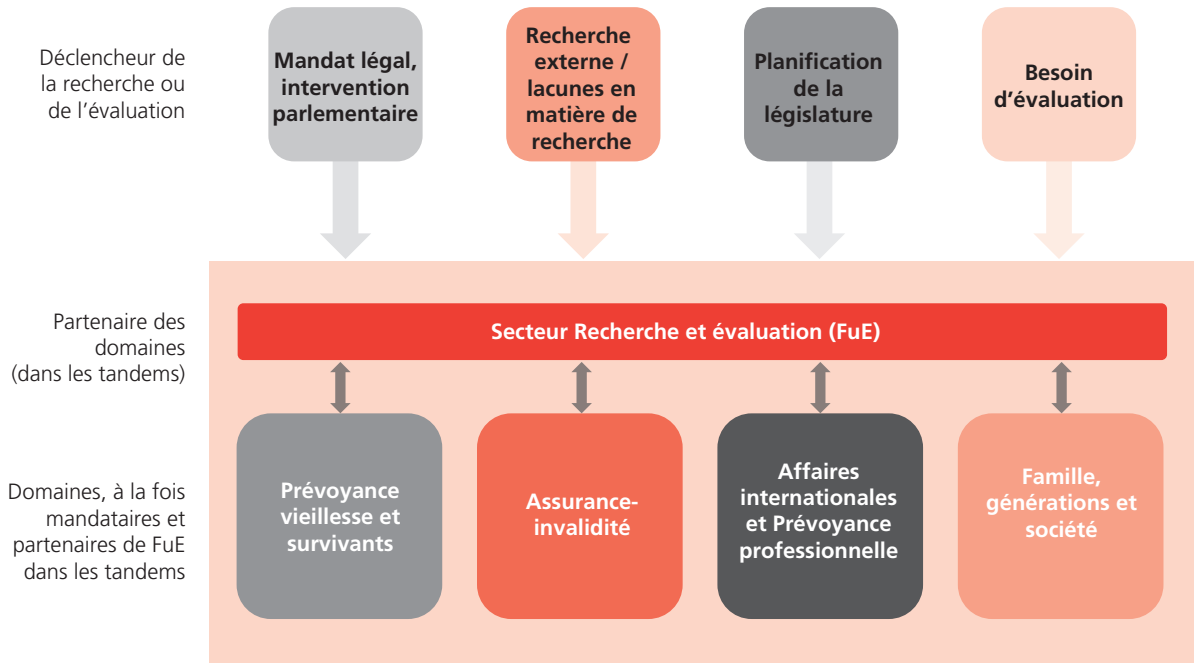 Déclencheur de
la recherche ou
de l'évaluation
Mandat légal,
intervention
parlementaire
Recherche
externe /
lacunes en
matière de
recherche
Planification
de la
législature
Besoin
d'évaluation
Partenaire des
domaines
(dans les tandems)
Secteur Recherche et évaluation (FuE)
Domaines, à la fois
mandataires et
partenaires de FuE
dans les tandems
Prévoyance
vieillesse et
survivants
Assurance-
invalidité
Affaires
internationales
et Prévoyance
professionnelle
Famille,
générations et
société